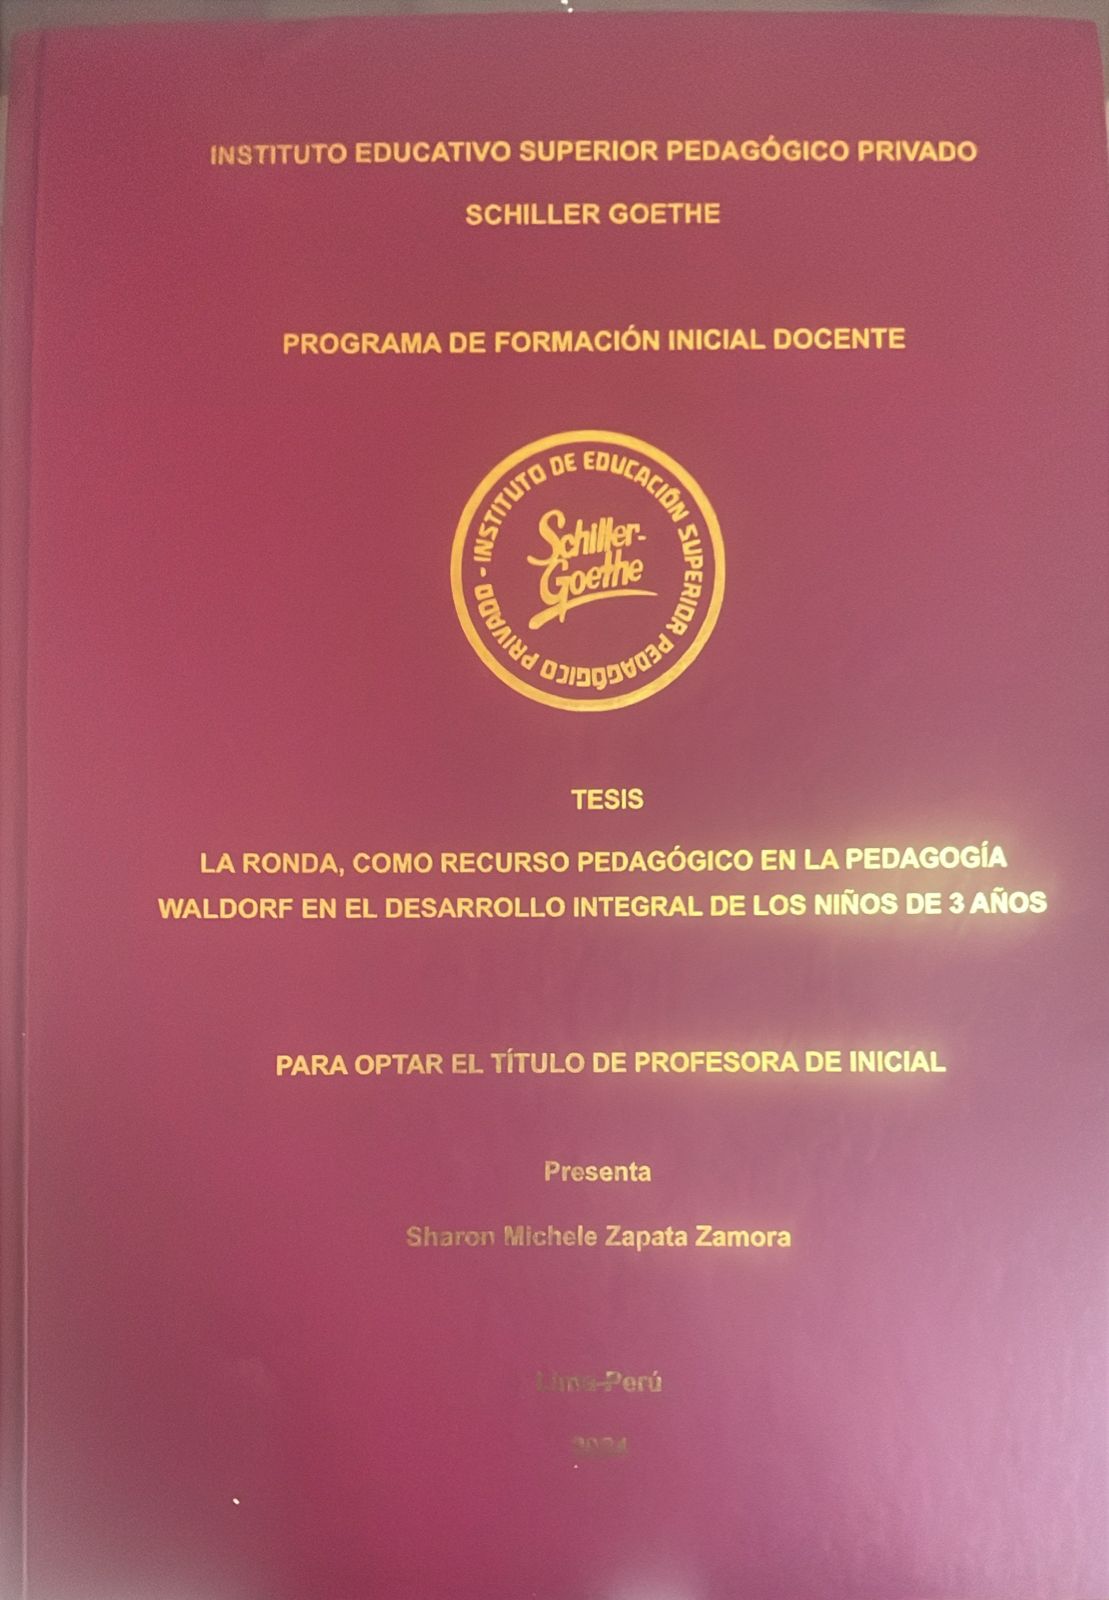 INSTITUTO EDUCATIVO SUPERIOR PEDAGÓGICO PRIVADO
SCHILLER GOETHE
PROGRAMA DE FORMACIÓN INICIAL DOCENTE
INSTITUTO DE EDUCACIÓN SUPERIOR PEDAGÓGICO PRIVADO -
Schiller-
Goethe
TESIS
LA RONDA, COMO RECURSO PEDAGÓGICO EN LA PEDAGOGÍA
WALDORF EN EL DESARROLLO INTEGRAL DE LOS NIÑOS DE 3 AÑOS
PARA OPTAR EL TÍTULO DE PROFESORA DE INICIAL
Presenta
Sharon Michele Zapata Zamora
Lima-Perú